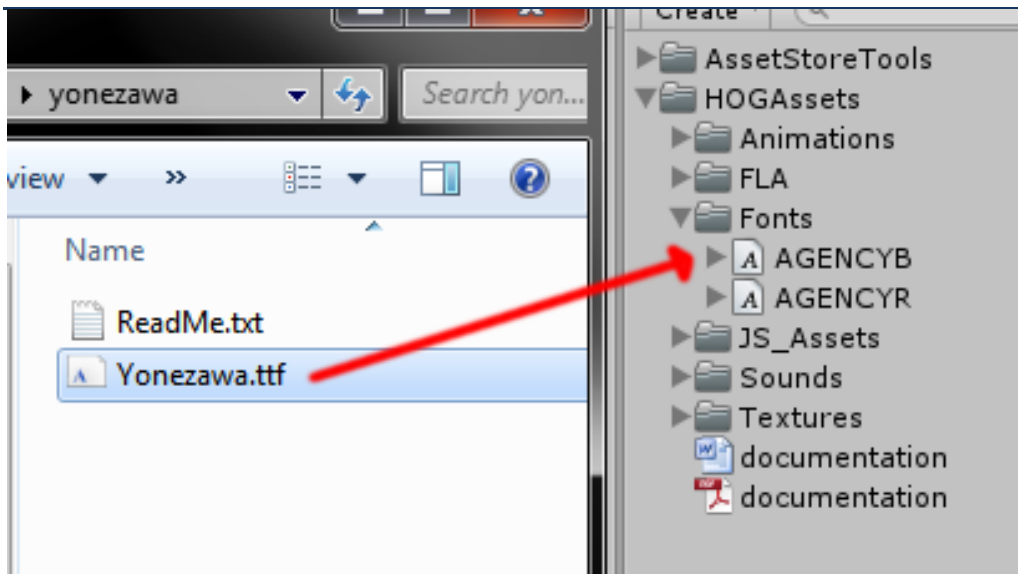 yonezawa
Search yon...
view
»
Name
ReadMe.txt
Yonezawa.ttf
Create
AssetStoreTools
HOGAssets
Animations
FLA
Fonts
AGENCYB
AGENCYR
JS_Assets
Sounds
Textures
documentation
documentation